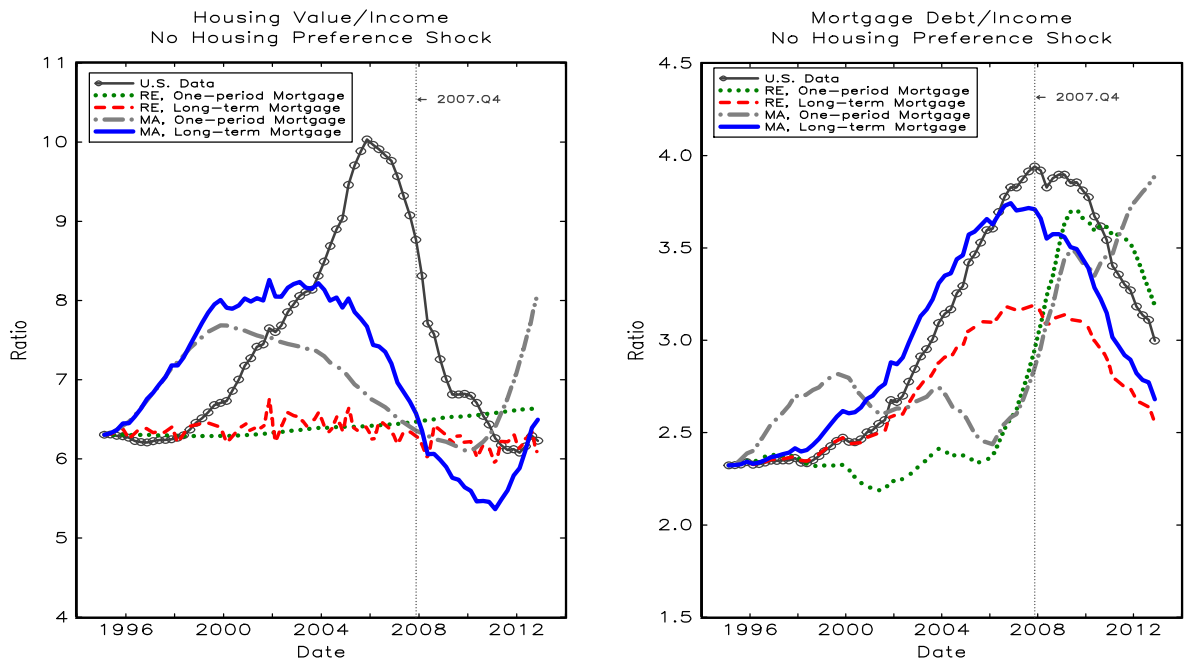 Housing Value/Income
No Housing Preference Shock
11
10
9
8
7
6
5
4
Ratio
U.S. Data
RE, One-period Mortgage
RE, Long-term Mortgage
MA, One-period Mortgage
MA, Long-term Mortgage
← 2007.Q4
1996 2000 2004 2008 2012
Date
Mortgage Debt/Income
No Housing Preference Shock
4.5
4.0
3.5
3.0
2.5
2.0
1.5
Ratio
U.S. Data
RE, One-period Mortgage
RE, Long-term Mortgage
MA, One-period Mortgage
MA, Long-term Mortgage
← 2007.Q4
1996 2000 2004 2008 2012
Date